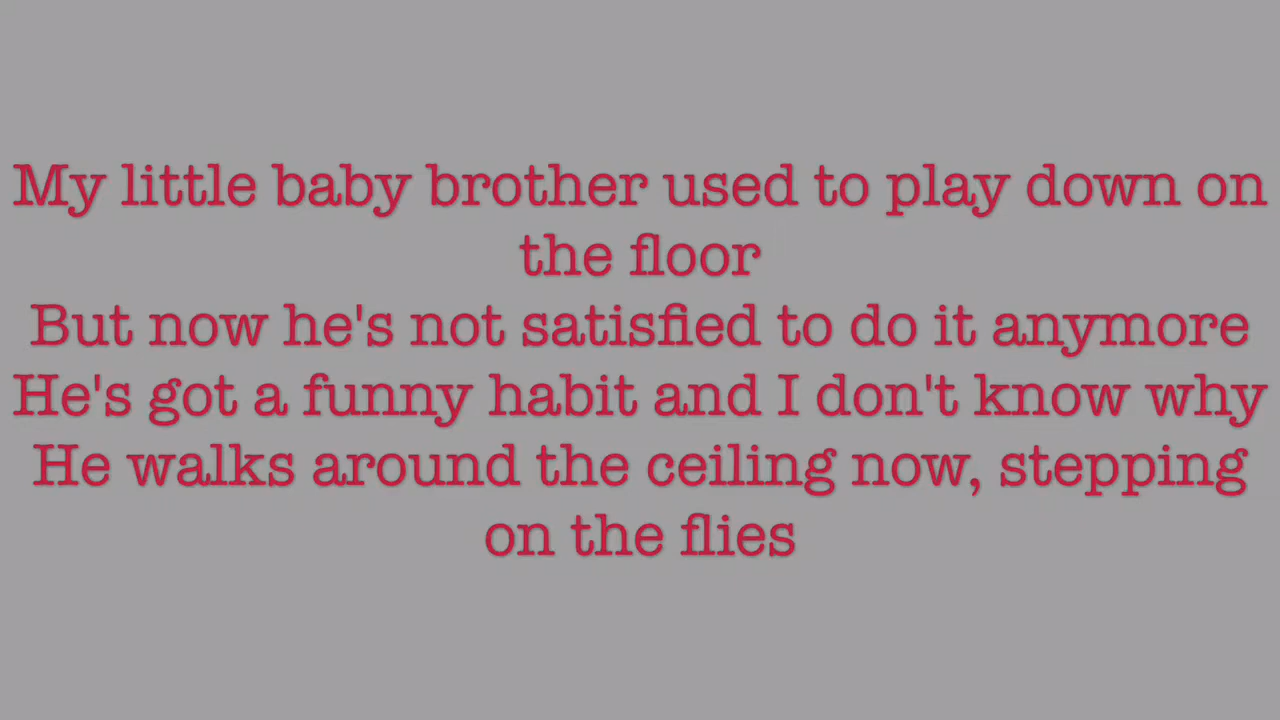 My little baby brother used to play down on
the floor
But now he's not satisfied to do it anymore
He's got a funny habit and I don't know why
He walks around the ceiling now, stepping
on the flies